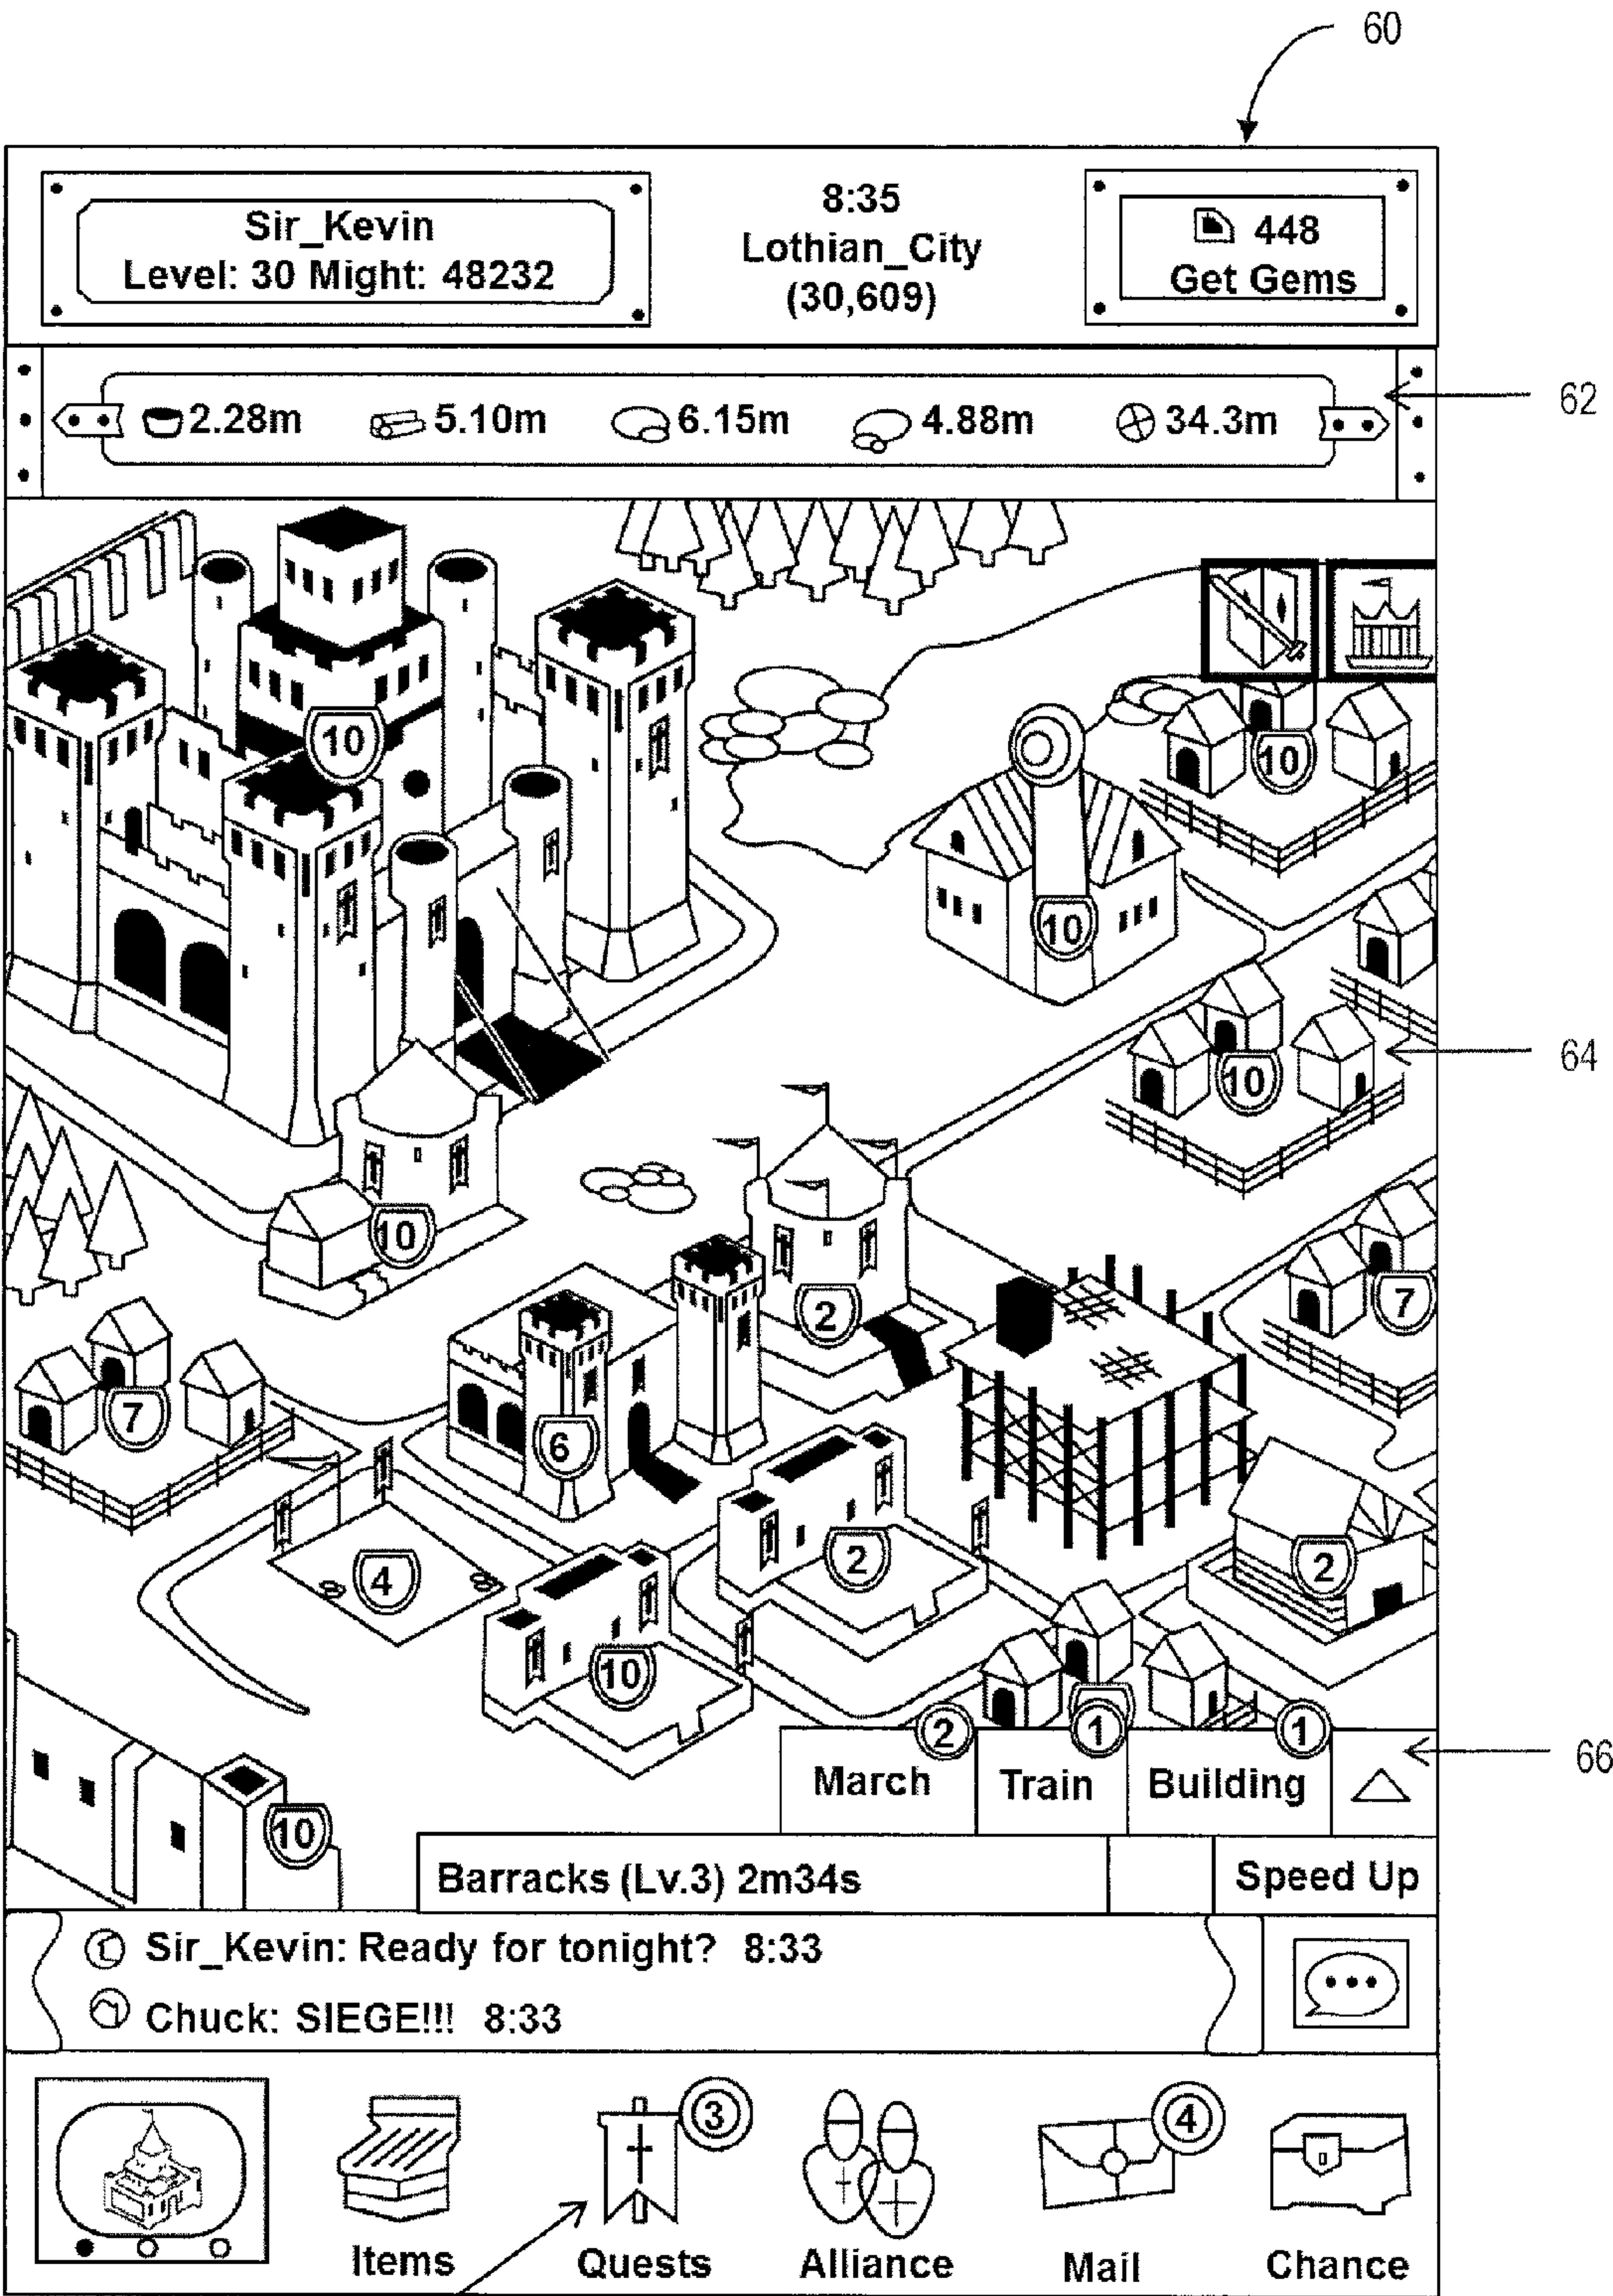 60
Sir_Kevin
Level: 30 Might: 48232
8:35
Lothian_City
(30,609)
448
Get Gems
2.28m 5.10m 6.15m 4.88m 34.3m
62
10
10
10
10
64
10
2
7
7
6
4
2
2
10
2 1 1
March Train Building
66
10
Barracks (Lv.3) 2m34s
Speed Up
Sir_Kevin: Ready for tonight? 8:33
Chuck: SIEGE!!! 8:33
3
4
Items Quests Alliance Mail Chance